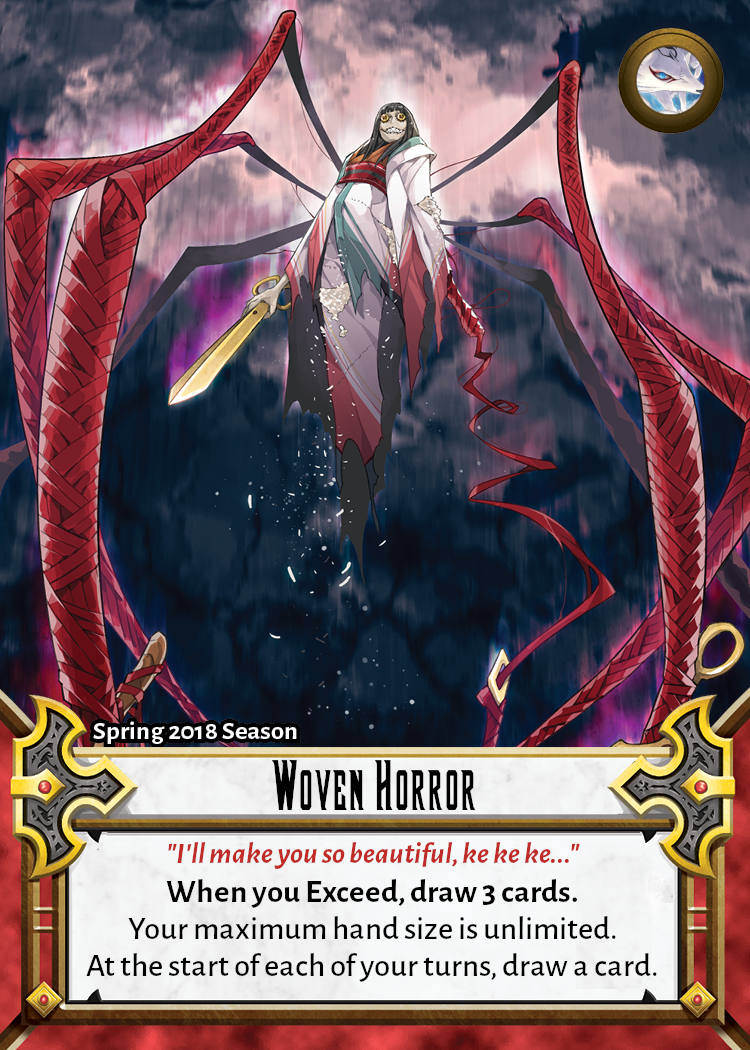 Spring 2018 Season
Woven Horror
"I'll make you so beautiful, ke ke ke..."
When you Exceed, draw 3 cards.
Your maximum hand size is unlimited.
At the start of each of your turns, draw a card.